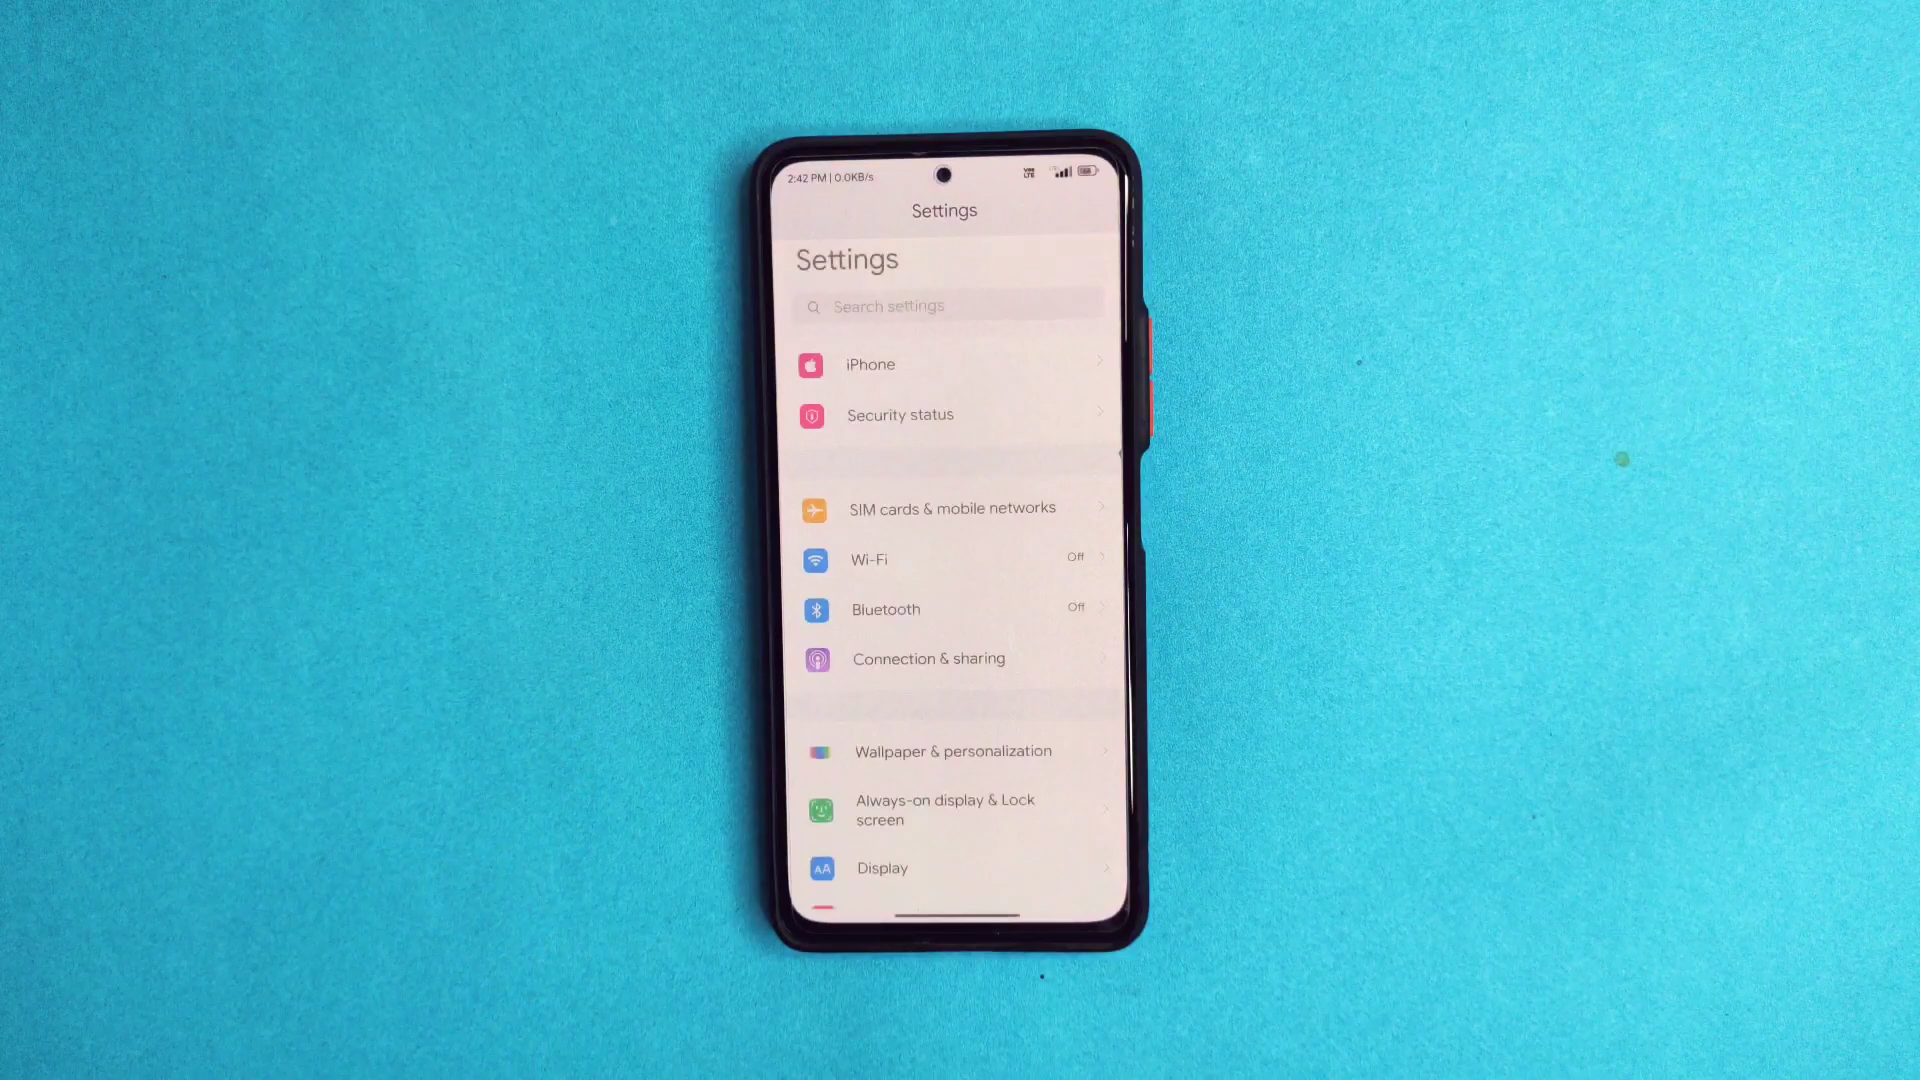 2:42 PM | 0.0KB/s
Settings
Settings
Search settings
iPhone
Security status
SIM cards & mobile networks
Wi-Fi Off
Bluetooth Off
Connection & sharing
Wallpaper & personalization
Always-on display & Lock
screen
AA Display